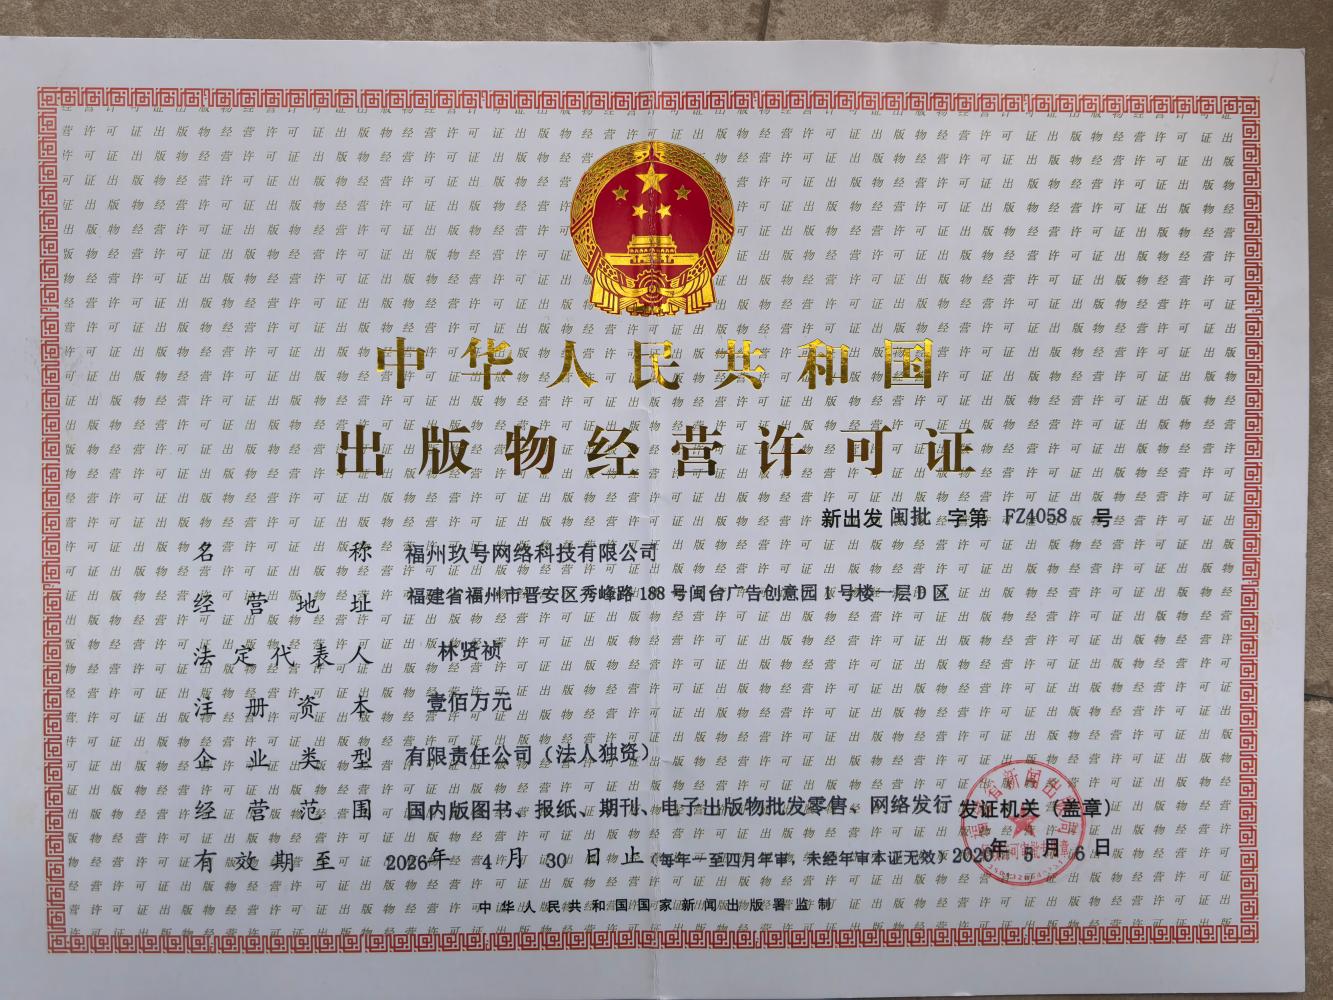 中华人民共和国
出版物经营许可证
新出发 闽批 字第 FZ4058 号
名称 福州玖号网络科技有限公司
经营地址 福建省福州市晋安区秀峰路188号闽台广告创意园1号楼一层D区
法定代表人 林贤祯
注册资本 壹佰万元
企业类型 有限责任公司（法人独资）
经营范围 国内版图书、报纸、期刊、电子出版物批发零售、网络发行
发证机关（盖章）
有效期至 2026年 4 月 30 日止（每年一至四月年审，未经年审本证无效）
2020年 5 月 6 日
中华人民共和国国家新闻出版署监制